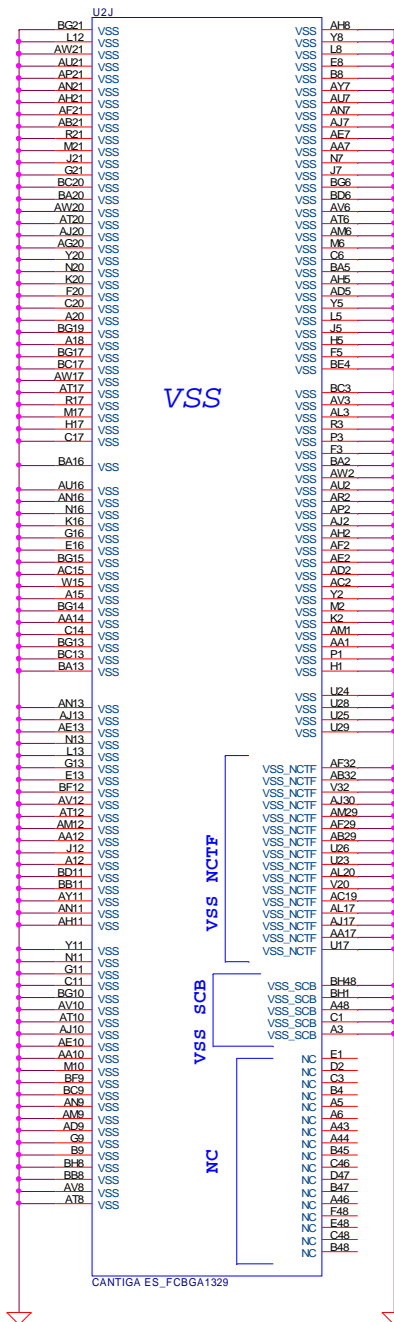 U2J
BG21 VSS
L12 VSS
AW21 VSS
AU21 VSS
AP21 VSS
AN21 VSS
AH21 VSS
AF21 VSS
AB21 VSS
R21 VSS
M21 VSS
J21 VSS
G21 VSS
BC20 VSS
BA20 VSS
AW20 VSS
AT20 VSS
AJ20 VSS
AG20 VSS
Y20 VSS
N20 VSS
K20 VSS
F20 VSS
C20 VSS
A20 VSS
BG19 VSS
A18 VSS
BG17 VSS
BC17 VSS
AW17 VSS
AT17 VSS
R17 VSS
M17 VSS
H17 VSS
C17 VSS
BA16 VSS
AU16 VSS
AN16 VSS
N16 VSS
K16 VSS
G16 VSS
E16 VSS
BG15 VSS
AC15 VSS
W15 VSS
A15 VSS
BG14 VSS
AA14 VSS
C14 VSS
BG13 VSS
BC13 VSS
BA13 VSS
AN13 VSS
AJ13 VSS
AE13 VSS
N13 VSS
L13 VSS
G13 VSS
E13 VSS
BF12 VSS
AV12 VSS
AT12 VSS
AM12 VSS
AA12 VSS
J12 VSS
A12 VSS
BD11 VSS
BB11 VSS
AY11 VSS
AN11 VSS
AH11 VSS
Y11 VSS
N11 VSS
G11 VSS
C11 VSS
BG10 VSS
AV10 VSS
AT10 VSS
AJ10 VSS
AE10 VSS
AA10 VSS
M10 VSS
BF9 VSS
BC9 VSS
AN9 VSS
AM9 VSS
AD9 VSS
G9 VSS
B9 VSS
BH8 VSS
BB8 VSS
AV8 VSS
AT8 VSS
VSS
VSS NCTF
VSS SCB
NC
VSS AH8
VSS Y8
VSS L8
VSS E8
VSS B8
VSS AY7
VSS AU7
VSS AN7
VSS AJ7
VSS AE7
VSS AA7
VSS N7
VSS J7
VSS BG6
VSS BD6
VSS AV6
VSS AT6
VSS AM6
VSS M6
VSS C6
VSS BA5
VSS AH5
VSS AD5
VSS Y5
VSS L5
VSS J5
VSS H5
VSS F5
VSS BE4
VSS BC3
VSS AV3
VSS AL3
VSS R3
VSS P3
VSS F3
VSS BA2
VSS AW2
VSS AU2
VSS AR2
VSS AP2
VSS AJ2
VSS AH2
VSS AF2
VSS AE2
VSS AD2
VSS AC2
VSS Y2
VSS M2
VSS K2
VSS AM1
VSS AA1
VSS P1
VSS H1
VSS U24
VSS U28
VSS U25
VSS U29
VSS_NCTF AF32
VSS_NCTF AB32
VSS_NCTF V32
VSS_NCTF AJ30
VSS_NCTF AM29
VSS_NCTF AF29
VSS_NCTF AB29
VSS_NCTF U26
VSS_NCTF U23
VSS_NCTF AL20
VSS_NCTF V20
VSS_NCTF AC19
VSS_NCTF AL17
VSS_NCTF AJ17
VSS_NCTF AA17
VSS_NCTF U17
VSS_SCB BH48
VSS_SCB BH1
VSS_SCB A48
VSS_SCB C1
VSS_SCB A3
NC E1
NC D2
NC C3
NC B4
NC A5
NC A6
NC A43
NC A44
NC B45
NC C46
NC D47
NC B47
NC A46
NC F48
NC E48
NC C48
NC B48
CANTIGA ES_FCBGA1329